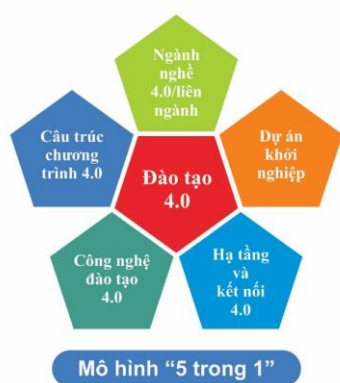 Ngành
nghề
4.0/liên
ngành
Câu trúc
chương
trình 4.0
Dự án
khởi
nghiệp
Đào tạo
4.0
Công nghệ
đào tạo
4.0
Hạ tầng
và
kết nối
4.0
Mô hình “5 trong 1”